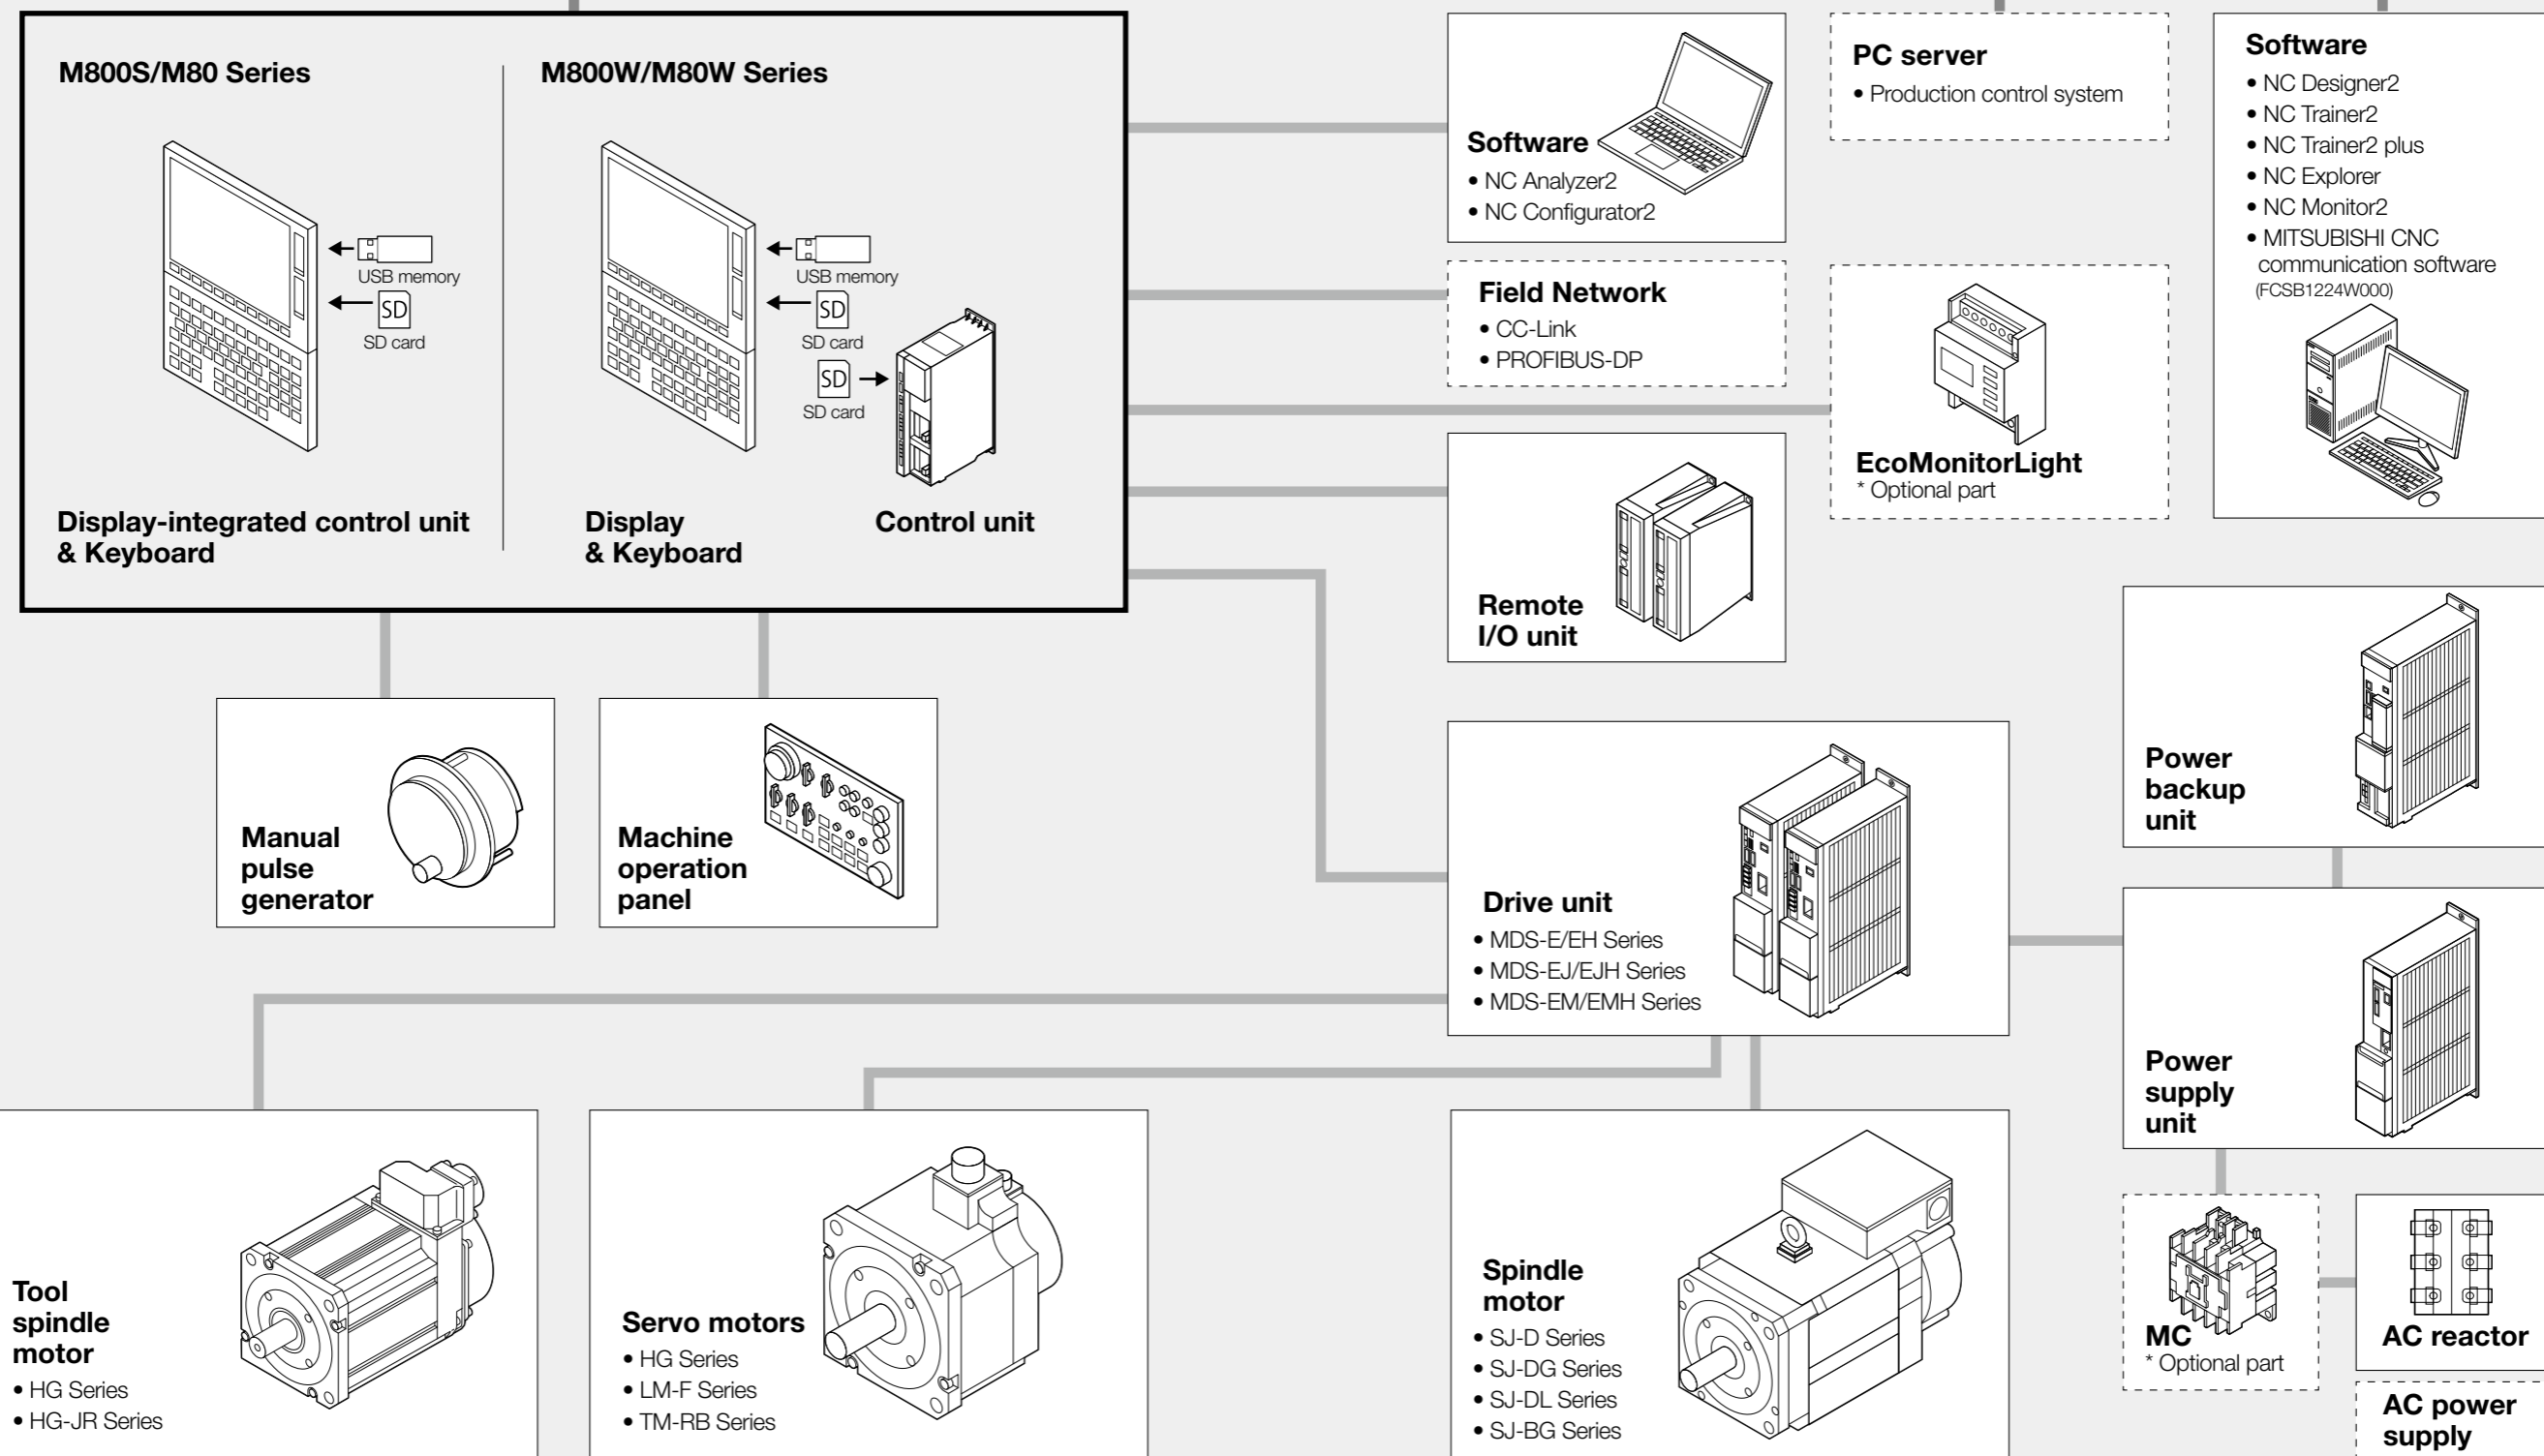 M800S/M80 Series
USB memory
SD
SD card
Display-integrated control unit
& Keyboard
M800W/M80W Series
USB memory
SD
SD card
SD
SD card
Display
& Keyboard
Control unit
Software
• NC Analyzer2
• NC Configurator2
PC server
• Production control system
Software
• NC Designer2
• NC Trainer2
• NC Trainer2 plus
• NC Explorer
• NC Monitor2
• MITSUBISHI CNC
communication software
(FCSB1224W000)
Field Network
• CC-Link
• PROFIBUS-DP
EcoMonitorLight
* Optional part
Remote
I/O unit
Manual
pulse
generator
Machine
operation
panel
Drive unit
• MDS-E/EH Series
• MDS-EJ/EJH Series
• MDS-EM/EMH Series
Power
backup
unit
Power
supply
unit
Tool
spindle
motor
• HG Series
• HG-JR Series
Servo motors
• HG Series
• LM-F Series
• TM-RB Series
Spindle
motor
• SJ-D Series
• SJ-DG Series
• SJ-DL Series
• SJ-BG Series
MC
* Optional part
AC reactor
AC power
supply